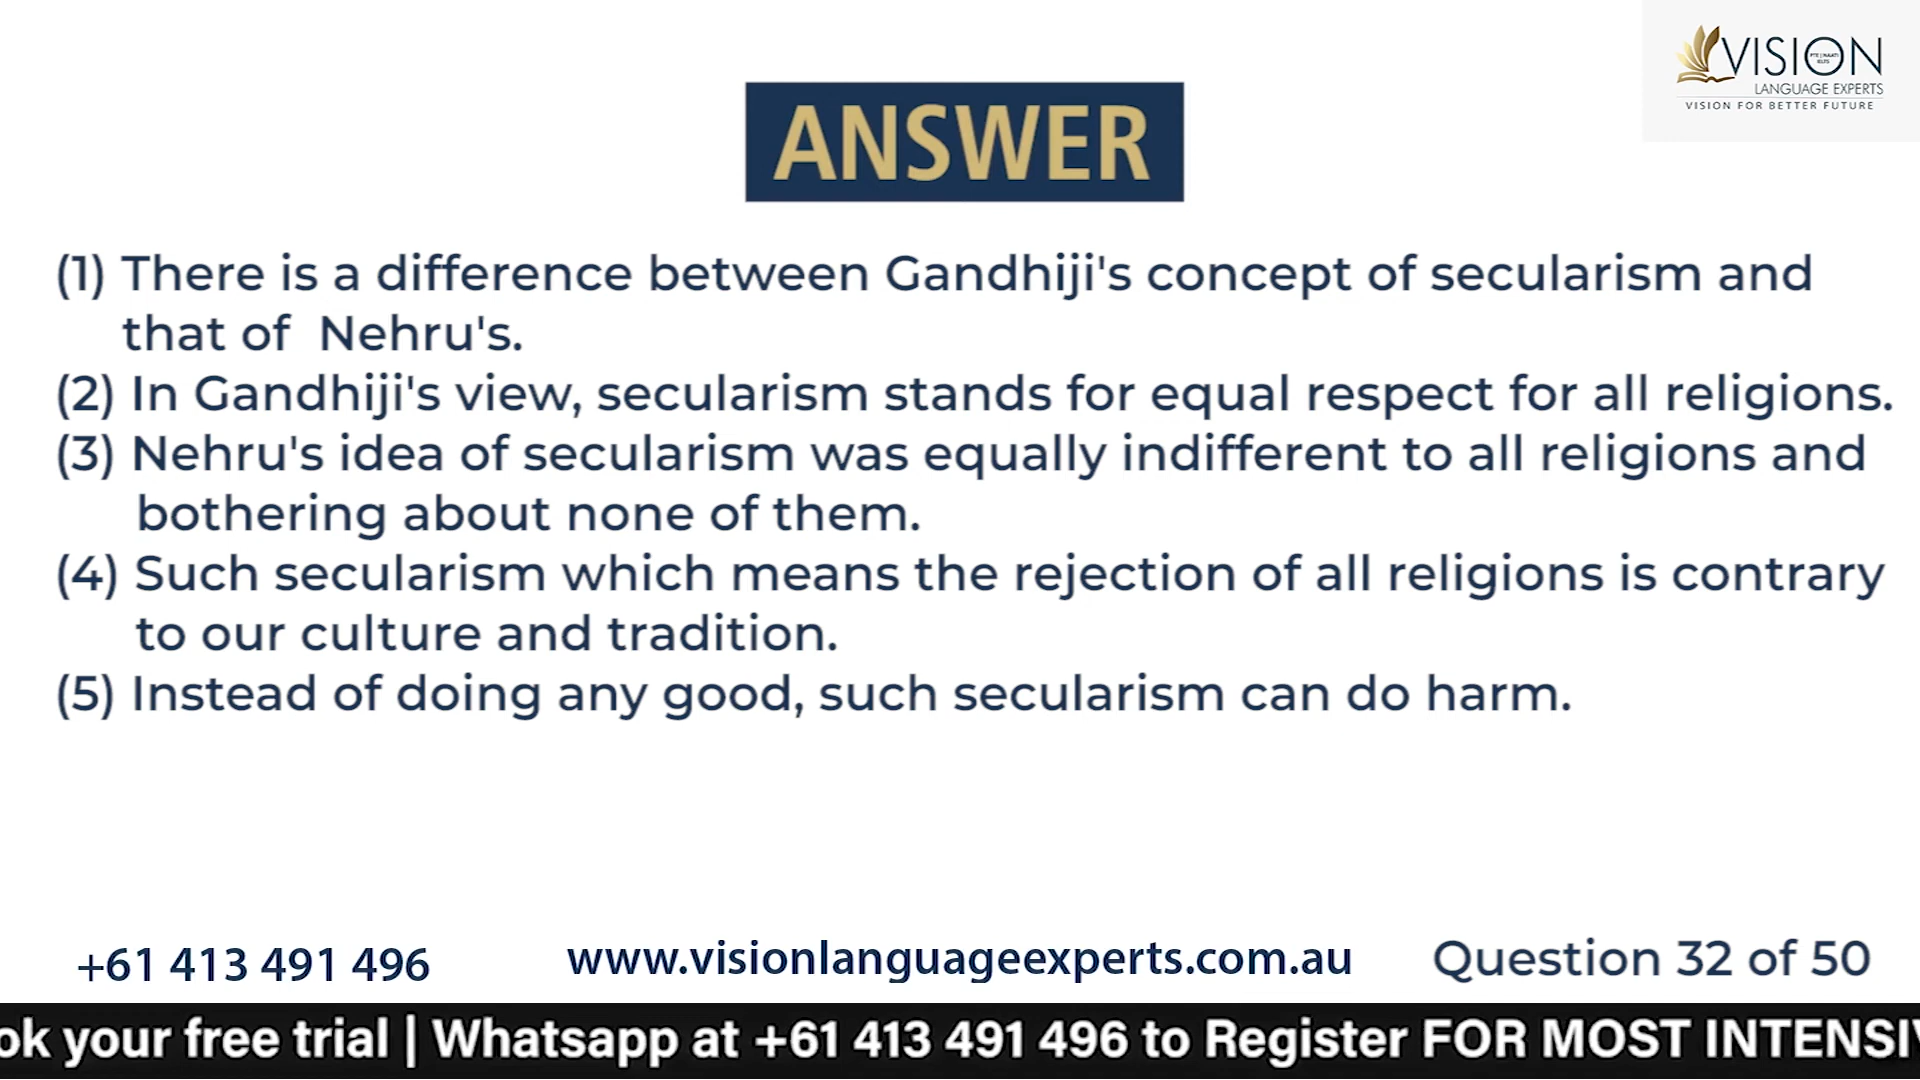 VISION
LANGUAGE EXPERTS
VISION FOR BETTER FUTURE
ANSWER
(1) There is a difference between Gandhiji's concept of secularism and
that of Nehru's.
(2) In Gandhiji's view, secularism stands for equal respect for all religions.
(3) Nehru's idea of secularism was equally indifferent to all religions and
bothering about none of them.
(4) Such secularism which means the rejection of all religions is contrary
to our culture and tradition.
(5) Instead of doing any good, such secularism can do harm.
+61 413 491 496
www.visionlanguageexperts.com.au
Question 32 of 50
ok your free trial | Whatsapp at +61 413 491 496 to Register FOR MOST INTENSI